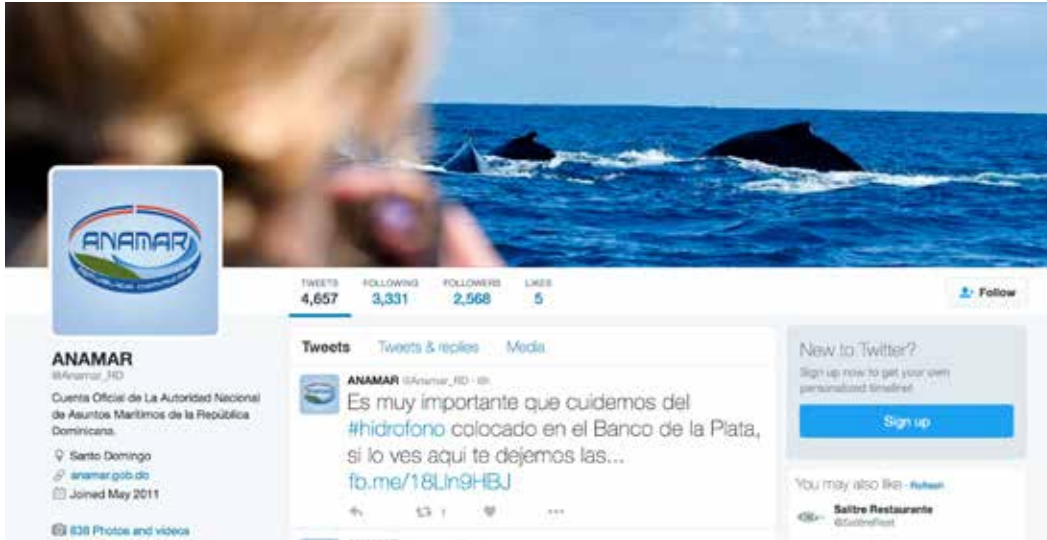 ANAMAR
TWEETS FOLLOWING FOLLOWERS LIKES
4,657 3,331 2,568 5
Follow
ANAMAR
@Anamar_RD
Cuenta Oficial de La Autoridad Nacional
de Asuntos Marítimos de la República
Dominicana.
Santo Domingo
anamar.gob.do
Joined May 2011
838 Photos and videos
Tweets Tweets & replies Media
ANAMAR @Anamar_RD
Es muy importante que cuidemos del
#hidrofono colocado en el Banco de la Plata,
si lo ves aqui te dejemos las...
fb.me/18Lln9HBJ
1
New to Twitter?
Sign up now to get your own
personalized timeline!
Sign up
You may also like · Refresh
Salitre Restaurante
@SalitreRest